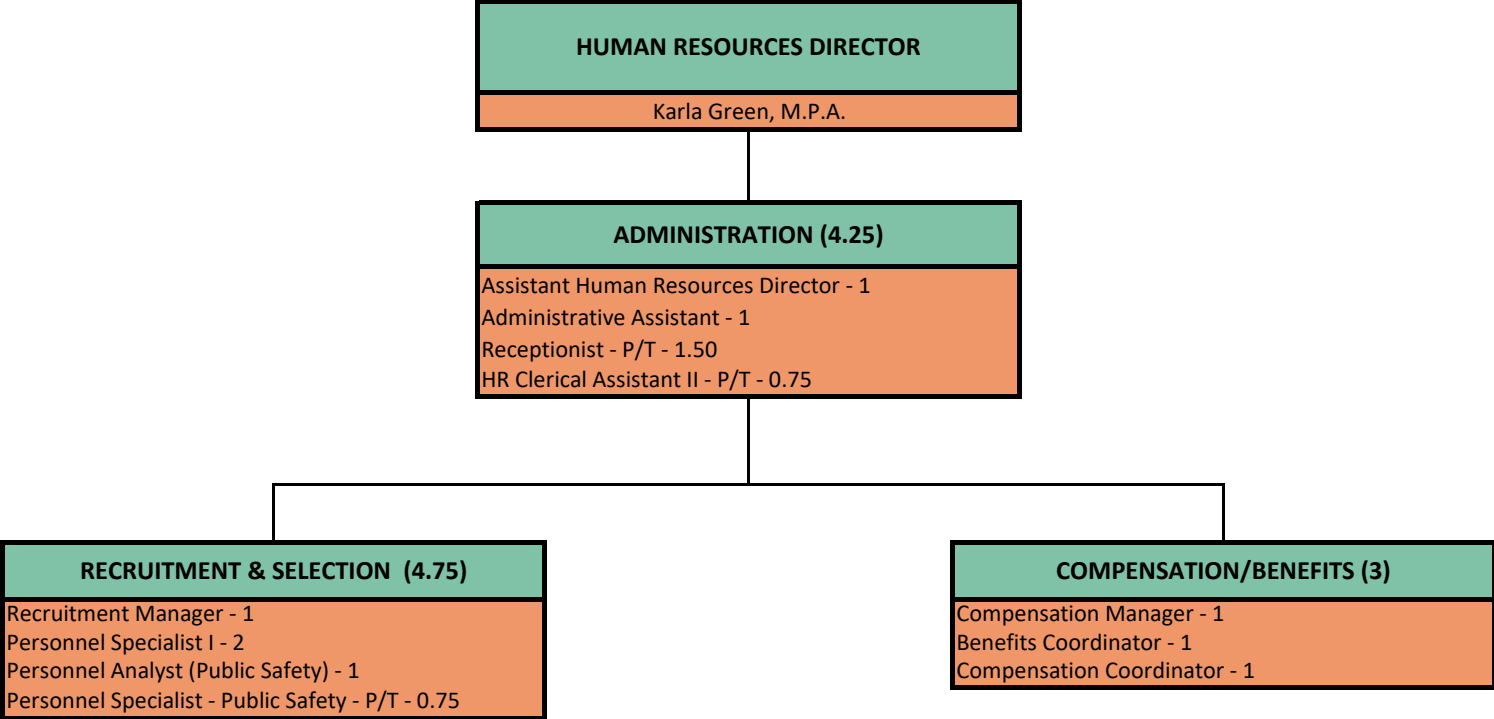 HUMAN RESOURCES DIRECTOR
Karla Green, M.P.A.
ADMINISTRATION (4.25)
Assistant Human Resources Director - 1
Administrative Assistant - 1
Receptionist - P/T - 1.50
HR Clerical Assistant II - P/T - 0.75
RECRUITMENT & SELECTION  (4.75)
Recruitment Manager - 1
Personnel Specialist I - 2
Personnel Analyst (Public Safety) - 1
Personnel Specialist - Public Safety - P/T - 0.75
COMPENSATION/BENEFITS (3)
Compensation Manager - 1
Benefits Coordinator - 1
Compensation Coordinator - 1